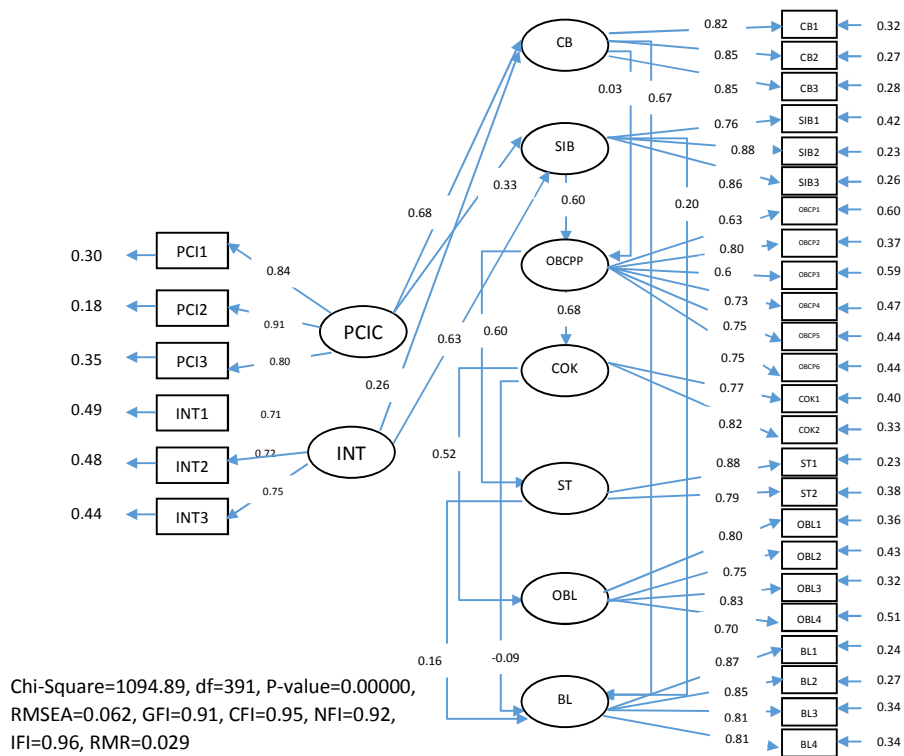 0.82
CB1
0.32
CB
0.85
CB2
0.27
0.85
CB3
0.28
0.03
0.67
0.76
SIB1
0.42
SIB
0.88
SIB2
0.23
0.33
0.86
SIB3
0.26
0.68
0.60
0.20
0.63
OBCP1
0.60
0.30
PCI1
0.84
OBCPP
0.80
OBCP2
0.37
0.6
OBCP3
0.59
0.18
PCI2
0.91
PCIC
0.73
OBCP4
0.47
0.63
0.60
0.68
0.75
OBCP5
0.44
0.35
PCI3
0.80
0.75
OBCP6
0.44
0.26
COK
0.77
COK1
0.40
0.49
INT1
0.71
0.82
COK2
0.33
0.48
INT2
0.72
INT
0.52
0.88
ST1
0.23
0.75
ST
0.79
ST2
0.38
0.44
INT3
0.80
OBL1
0.36
0.75
OBL2
0.43
OBL
0.83
OBL3
0.32
0.70
OBL4
0.51
0.16
-0.09
0.87
BL1
0.24
0.85
BL2
0.27
BL
0.81
BL3
0.34
0.81
BL4
0.34
Chi-Square=1094.89, df=391, P-value=0.00000,
RMSEA=0.062, GFI=0.91, CFI=0.95, NFI=0.92,
IFI=0.96, RMR=0.029